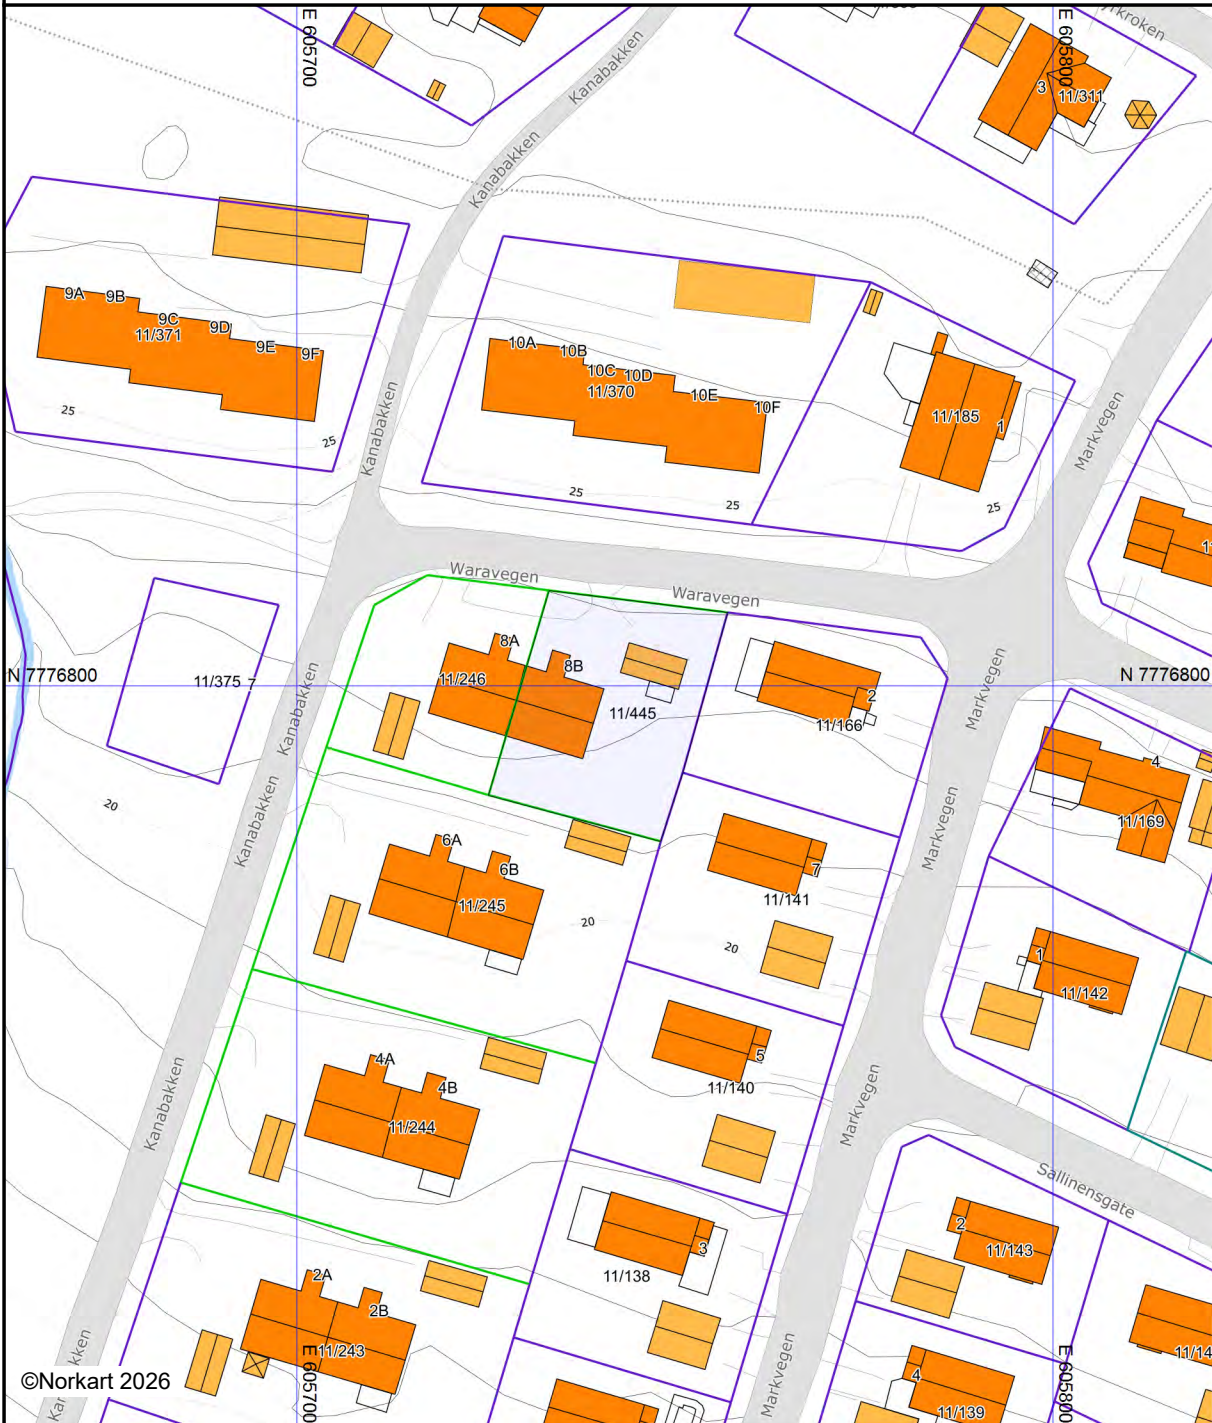 E 605700
E 605800
Kanabakken
3
11/311
Kanabakken
9A
9B
9C
11/371
9D
9E
9F
25
25
Kanabakken
10A
10B
10C
10D
11/370
10E
10F
25
25
11/185
1
25
Markvegen
Waravegen
Waravegen
8A
8B
11/246
11/445
N 7776800
11/375
7
Kanabakken
2
11/166
Markvegen
N 7776800
20
Kanabakken
6A
6B
11/245
20
7
11/141
20
Markvegen
4
11/169
1
11/142
4A
4B
11/244
Kanabakken
5
11/140
Markvegen
Sallinensgate
3
11/138
2
11/143
2A
2B
11/243
E 605700
Markvegen
4
11/139
E 605800
©Norkart 2026